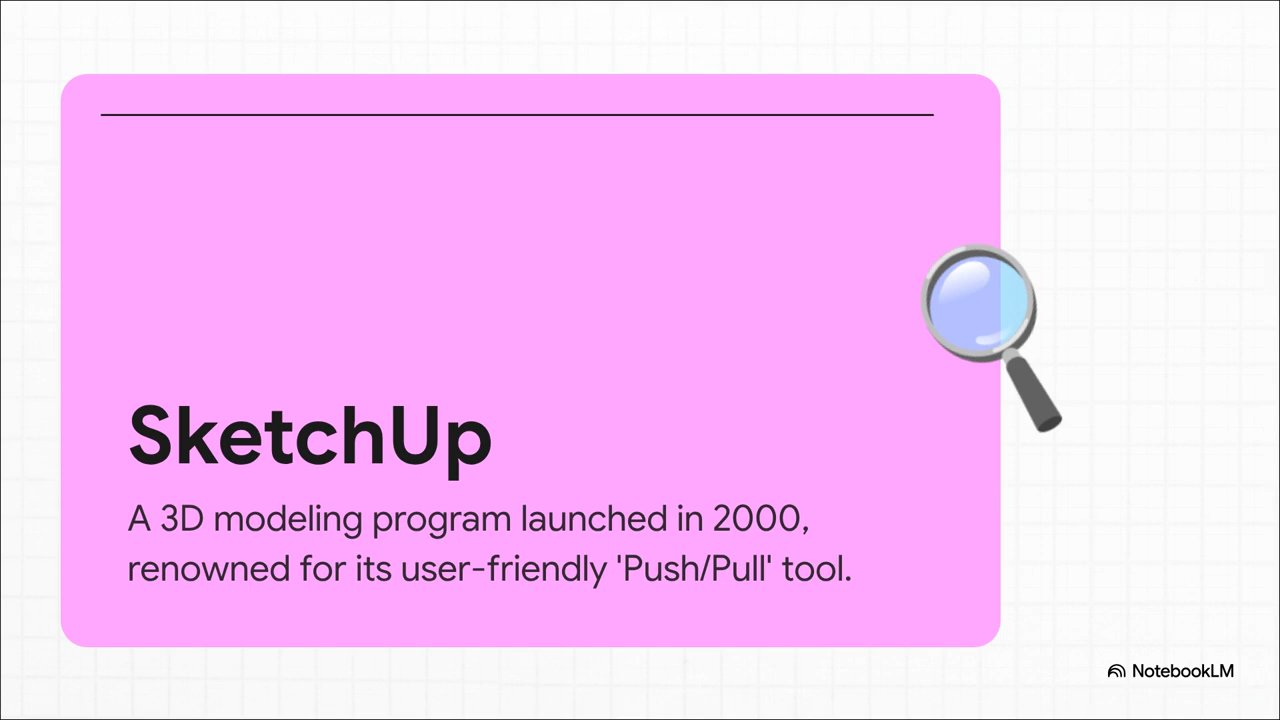 SketchUp
A 3D modeling program launched in 2000,
renowned for its user-friendly 'Push/Pull' tool.
NotebookLM